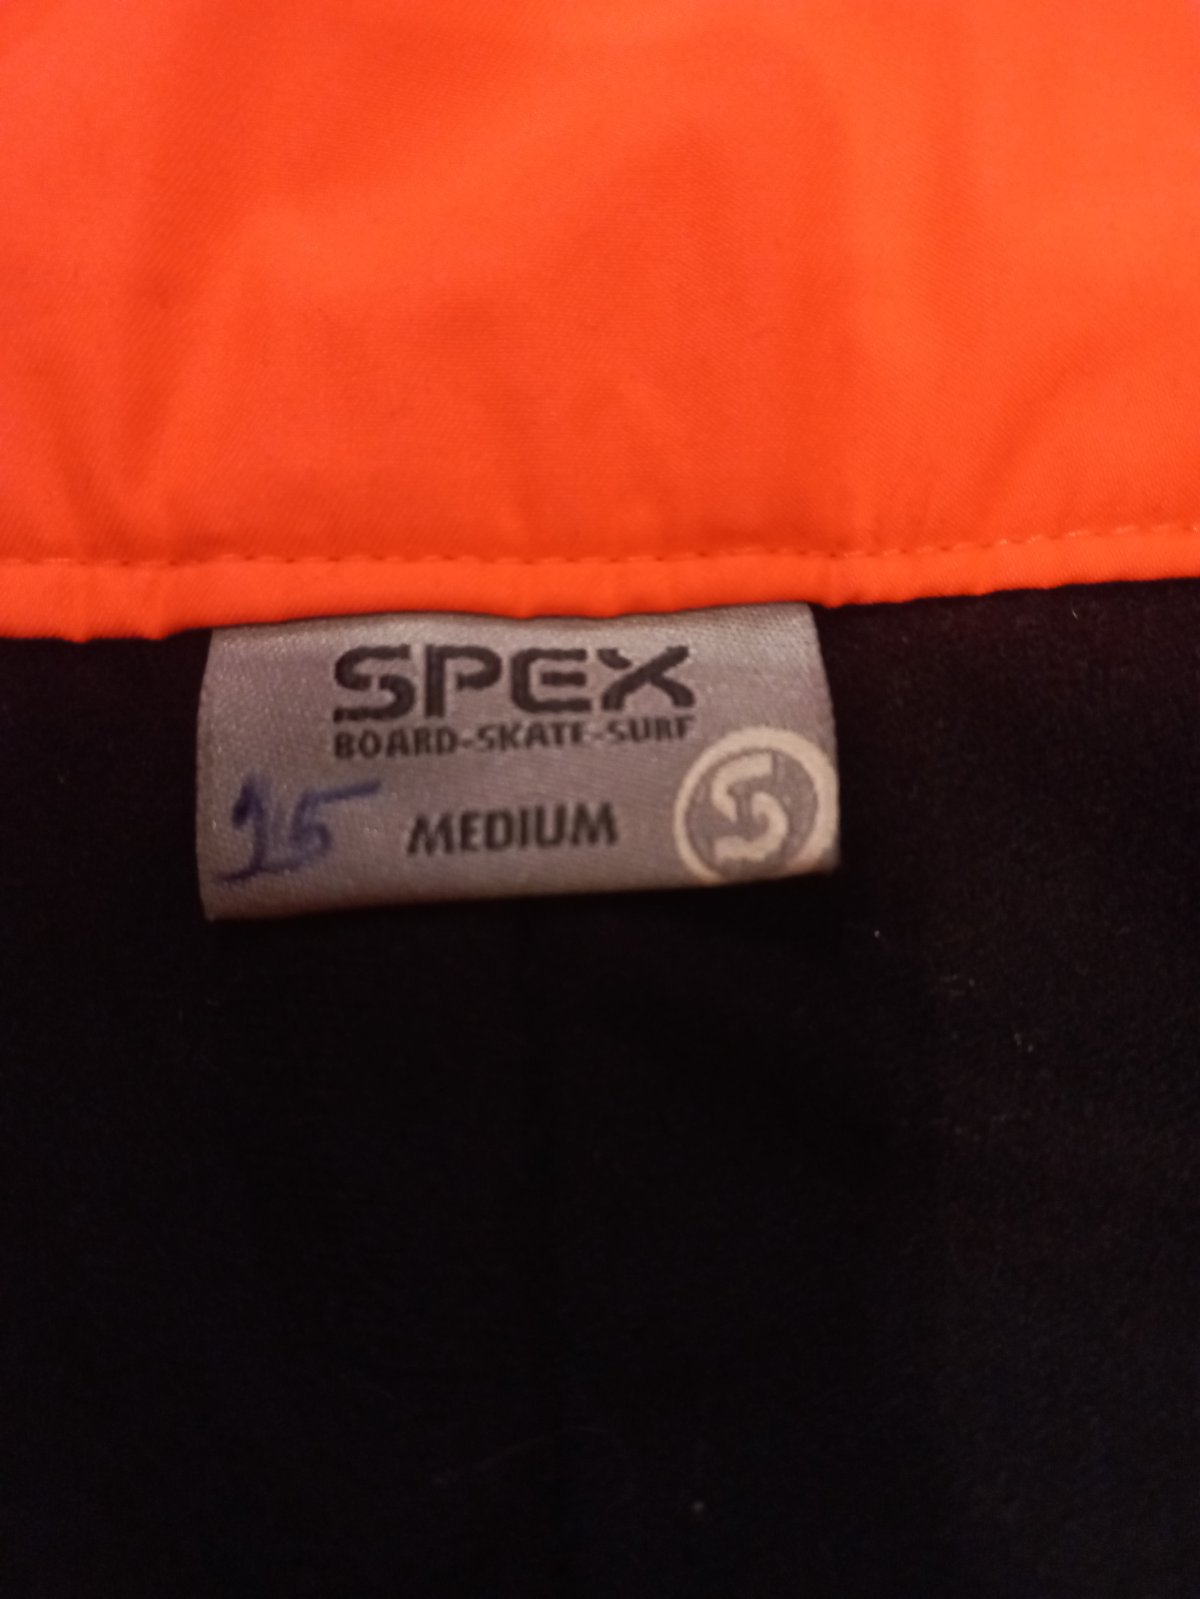 SPEX
BOARD-SKATE-SURF
15 MEDIUM
S